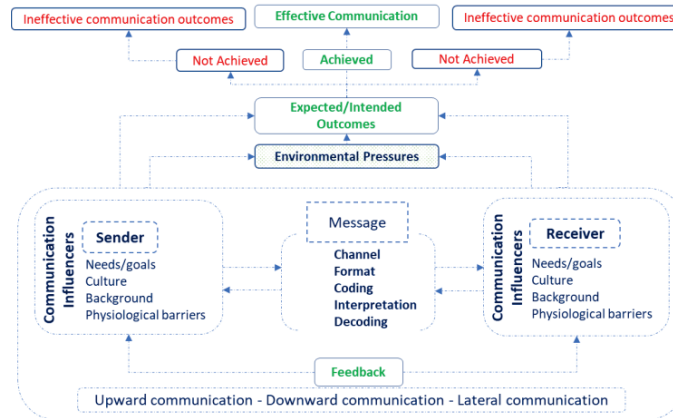 Ineffective communication outcomes
Effective Communication
Ineffective communication outcomes
Not Achieved
Achieved
Not Achieved
Expected/Intended
Outcomes
Environmental Pressures
Communication
Influencers
Sender
Needs/goals
Culture
Background
Physiological barriers
Message
Channel
Format
Coding
Interpretation
Decoding
Communication
Influencers
Receiver
Needs/goals
Culture
Background
Physiological barriers
Feedback
Upward communication - Downward communication - Lateral communication